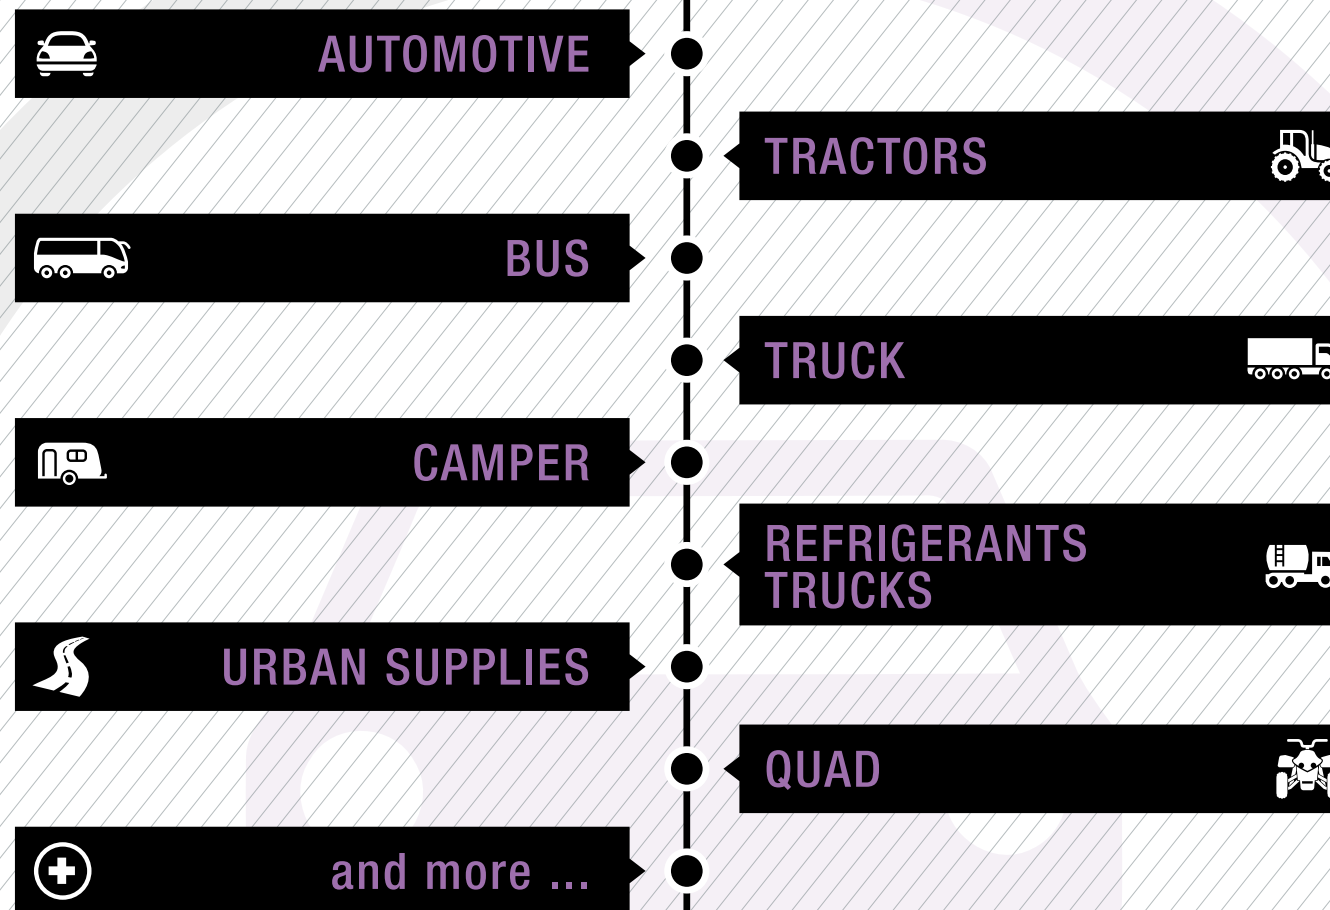 AUTOMOTIVE
TRACTORS
BUS
TRUCK
CAMPER
REFRIGERANTS
TRUCKS
URBAN SUPPLIES
QUAD
and more ...